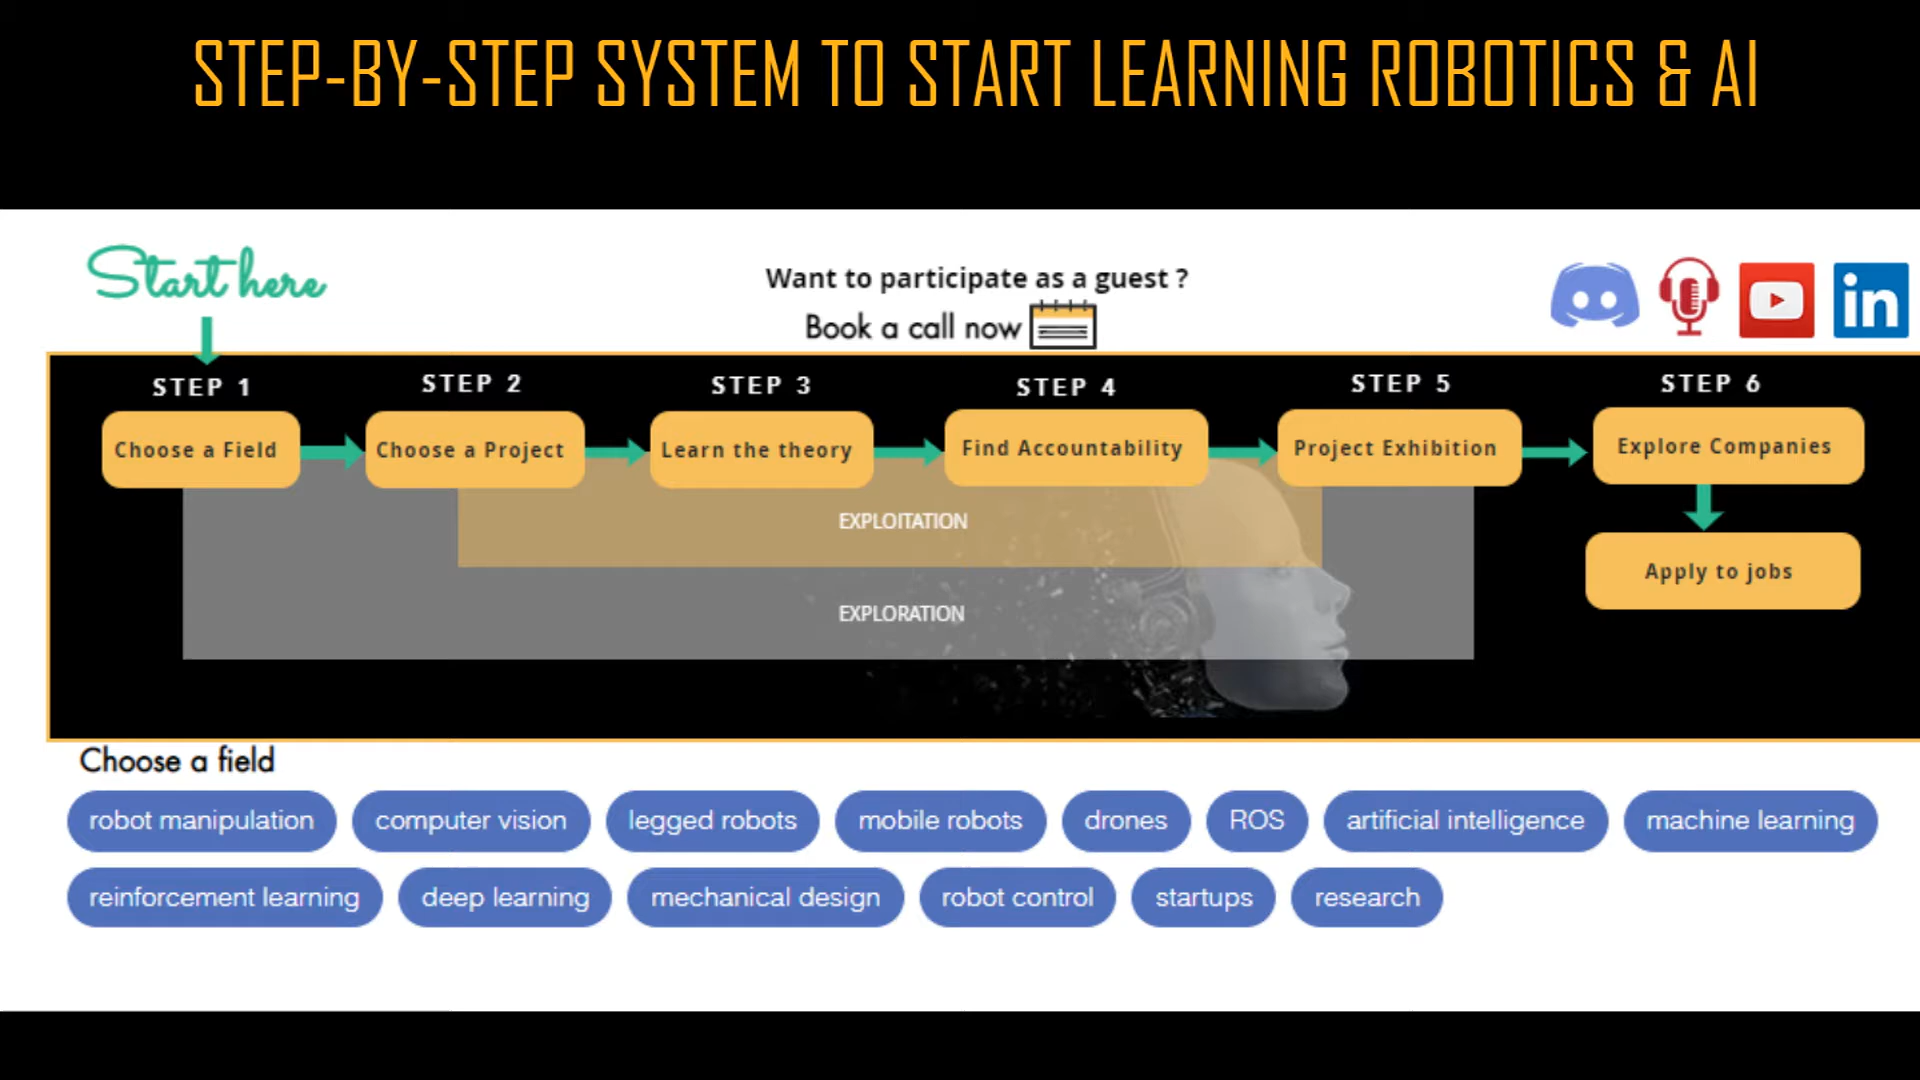 STEP-BY-STEP SYSTEM TO START LEARNING ROBOTICS & AI
Start here
Want to participate as a guest ?
Book a call now
in
STEP 1
STEP 2
STEP 3
STEP 4
STEP 5
STEP 6
Choose a Field
Choose a Project
Learn the theory
Find Accountability
Project Exhibition
Explore Companies
EXPLOITATION
Apply to jobs
EXPLORATION
Choose a field
robot manipulation
computer vision
legged robots
mobile robots
drones
ROS
artificial intelligence
machine learning
reinforcement learning
deep learning
mechanical design
robot control
startups
research